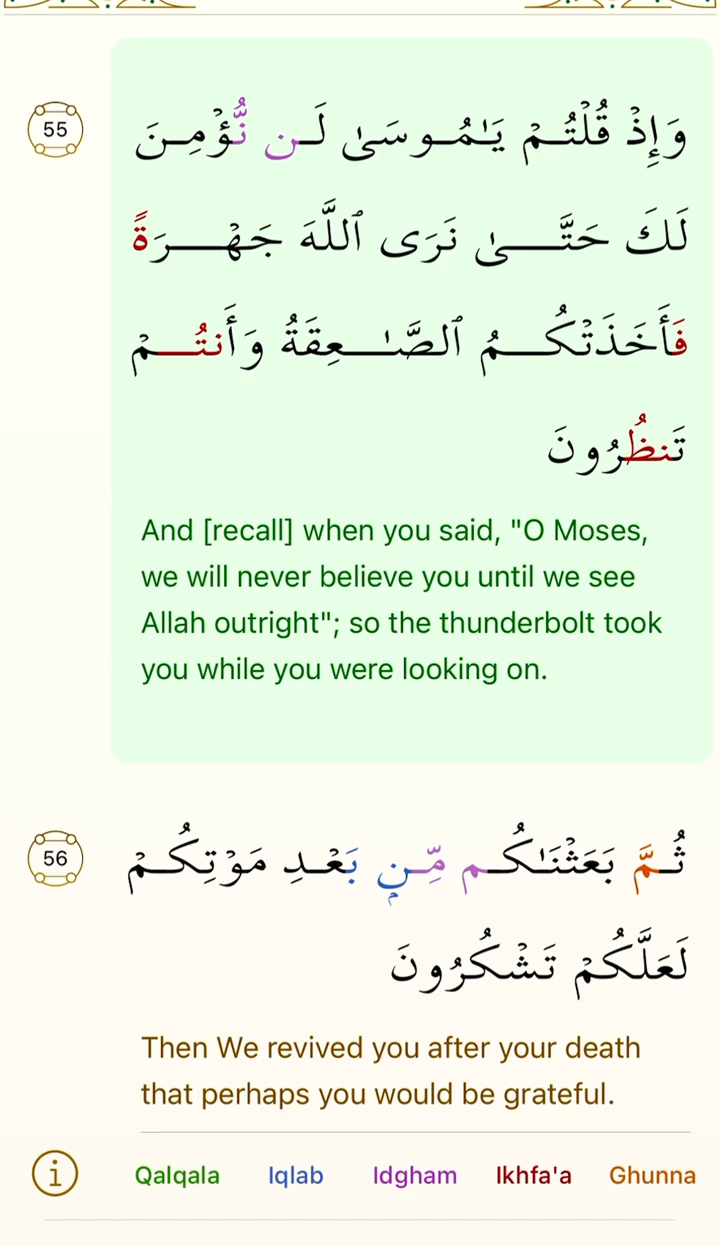 55
وَإِذْ قُلْتُمْ يَـٰمُوسَىٰ لَن نُّؤْمِنَ
لَكَ حَتَّىٰ نَرَى ٱللَّهَ جَهْرَةً
فَأَخَذَتْكُمُ ٱلصَّـٰعِقَةُ وَأَنتُمْ
تَنظُرُونَ
And [recall] when you said, "O Moses,
we will never believe you until we see
Allah outright"; so the thunderbolt took
you while you were looking on.
56
ثُمَّ بَعَثْنَـٰكُم مِّنۢ بَعْدِ مَوْتِكُمْ
لَعَلَّكُمْ تَشْكُرُونَ
Then We revived you after your death
that perhaps you would be grateful.
i Qalqala Iqlab Idgham Ikhfa'a Ghunna